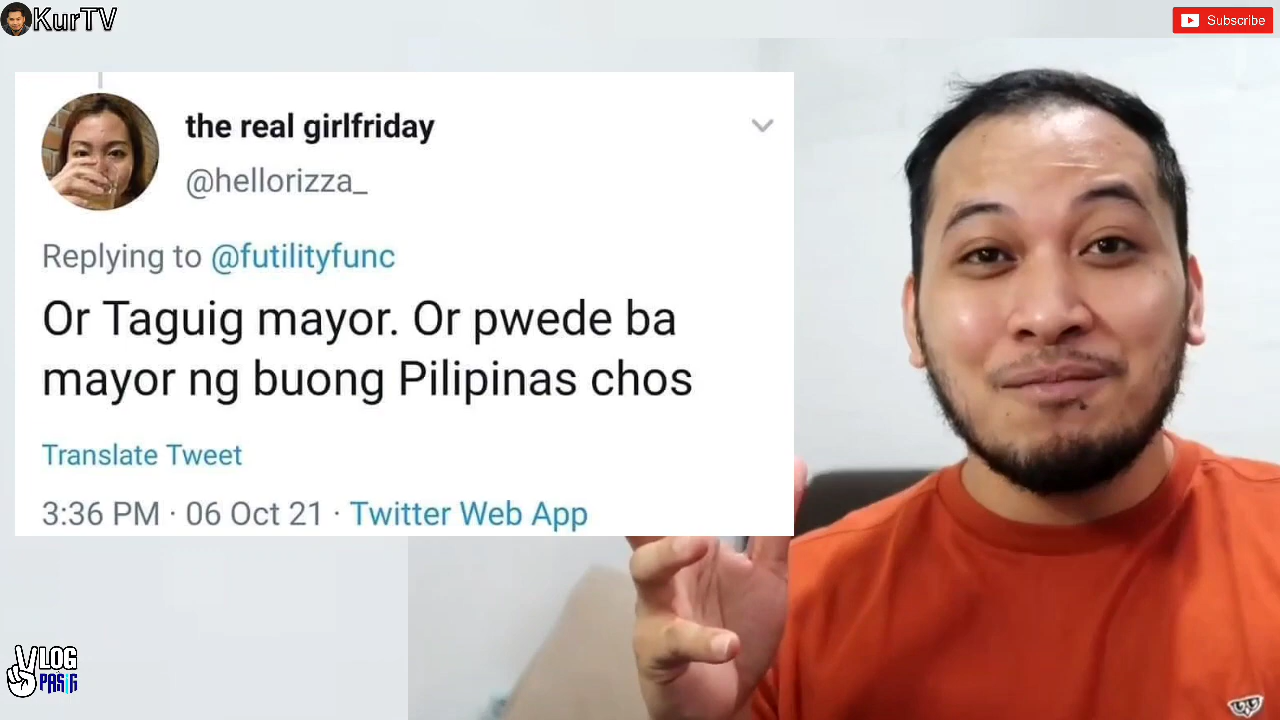 KurTV
Subscribe
the real girlfriday
@hellorizza_
Replying to @futilityfunc
Or Taguig mayor. Or pwede ba
mayor ng buong Pilipinas chos
Translate Tweet
3:36 PM · 06 Oct 21 · Twitter Web App
VLOG
PASIG